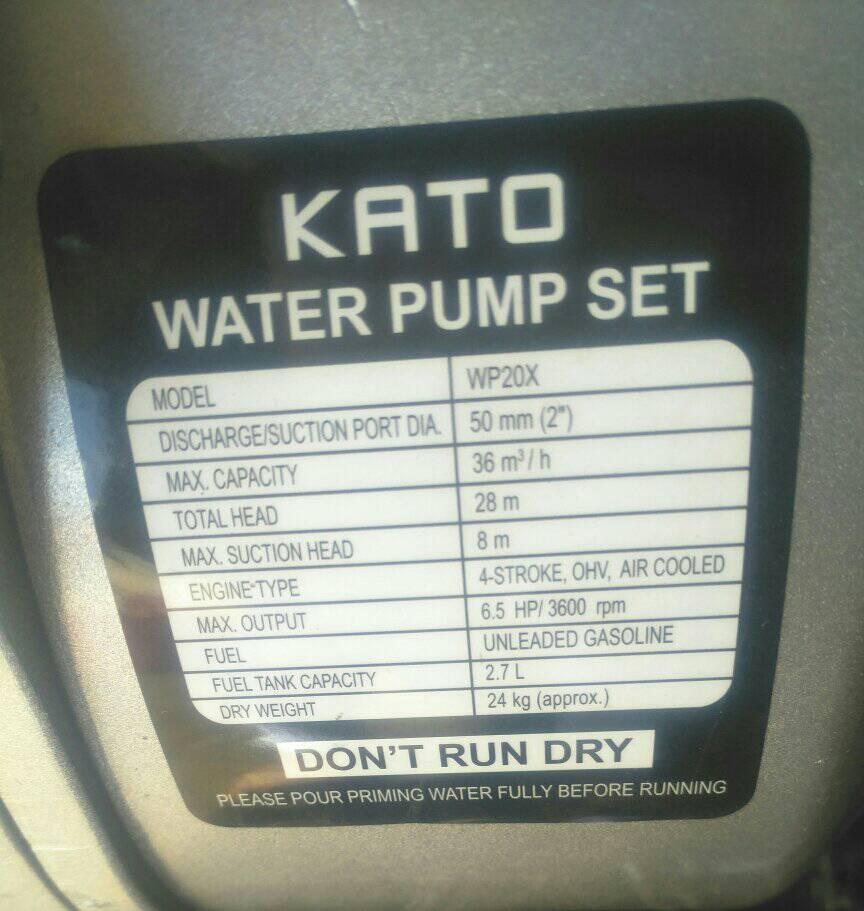 KATO
WATER PUMP SET
MODEL WP20X
DISCHARGE/SUCTION PORT DIA. 50 mm (2")
MAX. CAPACITY 36 m³/h
TOTAL HEAD 28 m
MAX. SUCTION HEAD 8 m
ENGINE TYPE 4-STROKE, OHV, AIR COOLED
MAX. OUTPUT 6.5 HP/ 3600 rpm
FUEL UNLEADED GASOLINE
FUEL TANK CAPACITY 2.7 L
DRY WEIGHT 24 kg (approx.)
DON'T RUN DRY
PLEASE POUR PRIMING WATER FULLY BEFORE RUNNING